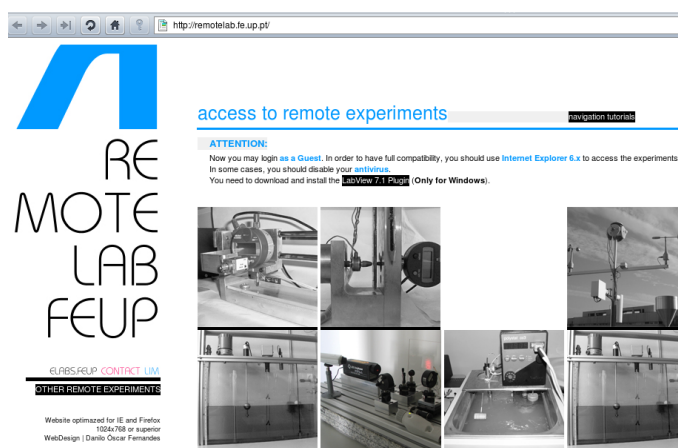 http://remotelab.fe.up.pt/
RE
MOTE
LAB
FEUP
ELABS.FEUP CONTACT LIM
OTHER REMOTE EXPERIMENTS
Website optimazed for IE and Firefox
1024x768 or superior
WebDesign | Danilo Oscar Fernandes
access to remote experiments
navigation tutorials
ATTENTION:
Now you may login as a Guest. In order to have full compatibility, you should use Internet Explorer 6.x to access the experiments
In some cases, you should disable your antivirus.
You need to download and install the LabView 7.1 Plugin (Only for Windows).